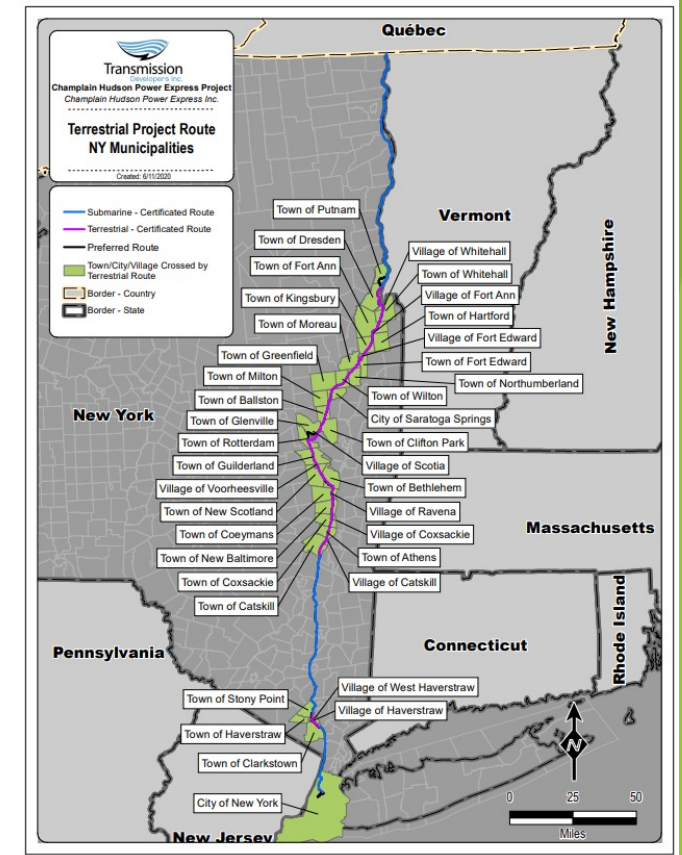 Québec
Transmission
Developers Inc.
Champlain Hudson Power Express Project
Champlain Hudson Power Express Inc.
Terrestrial Project Route
NY Municipalities
Created: 6/11/2020
Submarine - Certificated Route
Terrestrial - Certificated Route
Preferred Route
Town/City/Village Crossed by
Terrestrial Route
Border - Country
Border - State
Town of Putnam
Vermont
New Hampshire
Town of Dresden
Village of Whitehall
Town of Fort Ann
Town of Whitehall
Village of Fort Ann
Town of Kingsbury
Town of Hartford
Town of Moreau
Village of Fort Edward
Town of Greenfield
Town of Fort Edward
Town of Milton
Town of Northumberland
Town of Ballston
Town of Wilton
New York
City of Saratoga Springs
Town of Glenville
Town of Rotterdam
Town of Clifton Park
Town of Guilderland
Village of Scotia
Village of Voorheesville
Town of Bethlehem
Town of New Scotland
Village of Ravena
Massachusetts
Town of Coeymans
Village of Coxsackie
Town of New Baltimore
Town of Athens
Town of Coxsackie
Village of Catskill
Town of Catskill
Pennsylvania
Connecticut
Rhode Island
Town of Stony Point
Village of West Haverstraw
Village of Haverstraw
Town of Haverstraw
Town of Clarkstown
N
City of New York
0 25 50
Miles
New Jersey